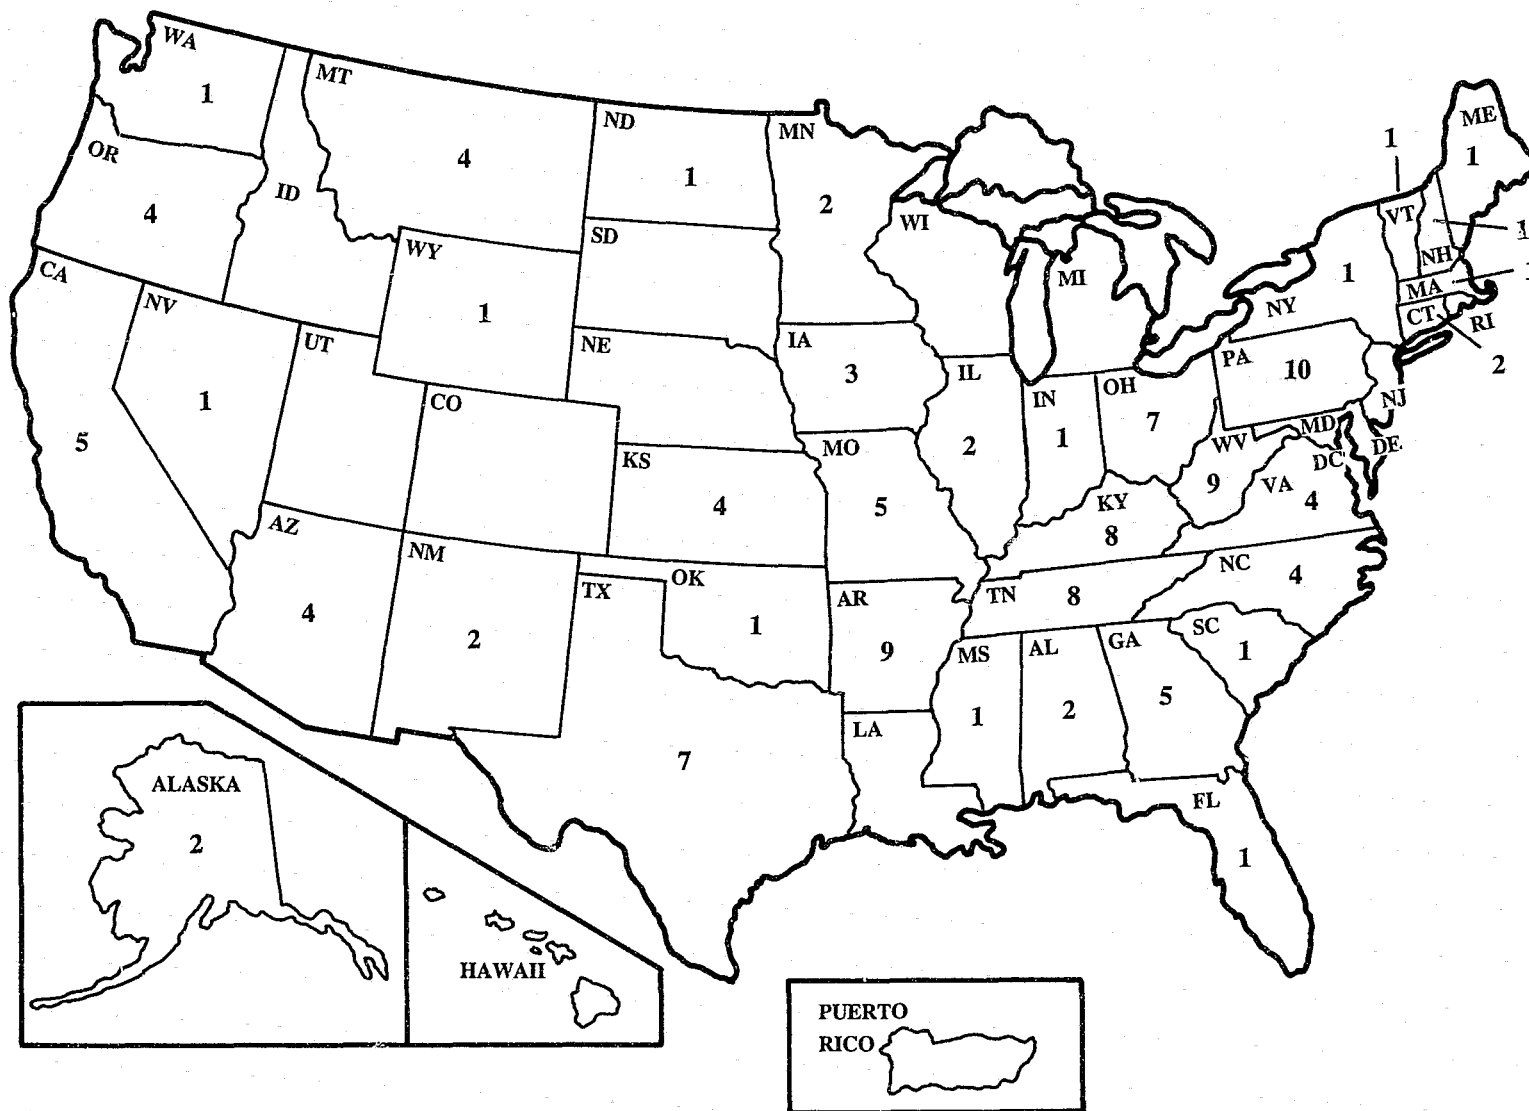 WA
1
MT
4
ND
1
MN
2
OR
4
ID
WY
1
SD
WI
MI
1
ME
1
VT
1
NH
NY
1
MA
1
CT
RI
2
CA
5
NV
1
UT
NE
IA
3
IL
2
IN
1
OH
7
PA
10
NJ
CO
KS
4
MO
5
KY
8
WV
9
MD
DC
DE
VA
4
AZ
4
NM
2
TX
7
OK
1
AR
9
TN
8
NC
4
MS
1
AL
2
GA
5
SC
1
LA
FL
1
ALASKA
2
HAWAII
PUERTO
RICO